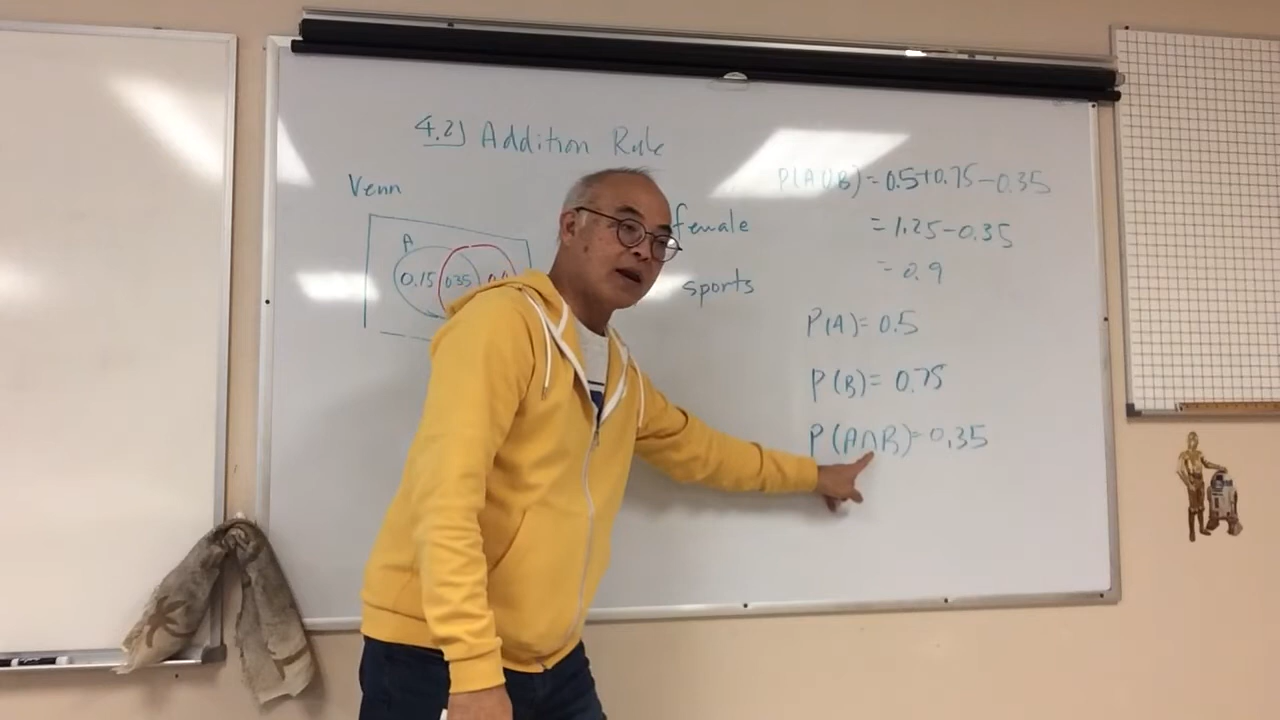 4.2) Addition Rule
Venn
A
0.15 0.35
female
sports
P(A∪B) = 0.5+0.75-0.35
= 1.25-0.35
= 0.9
P(A) = 0.5
P(B) = 0.75
P(A∩B) = 0.35